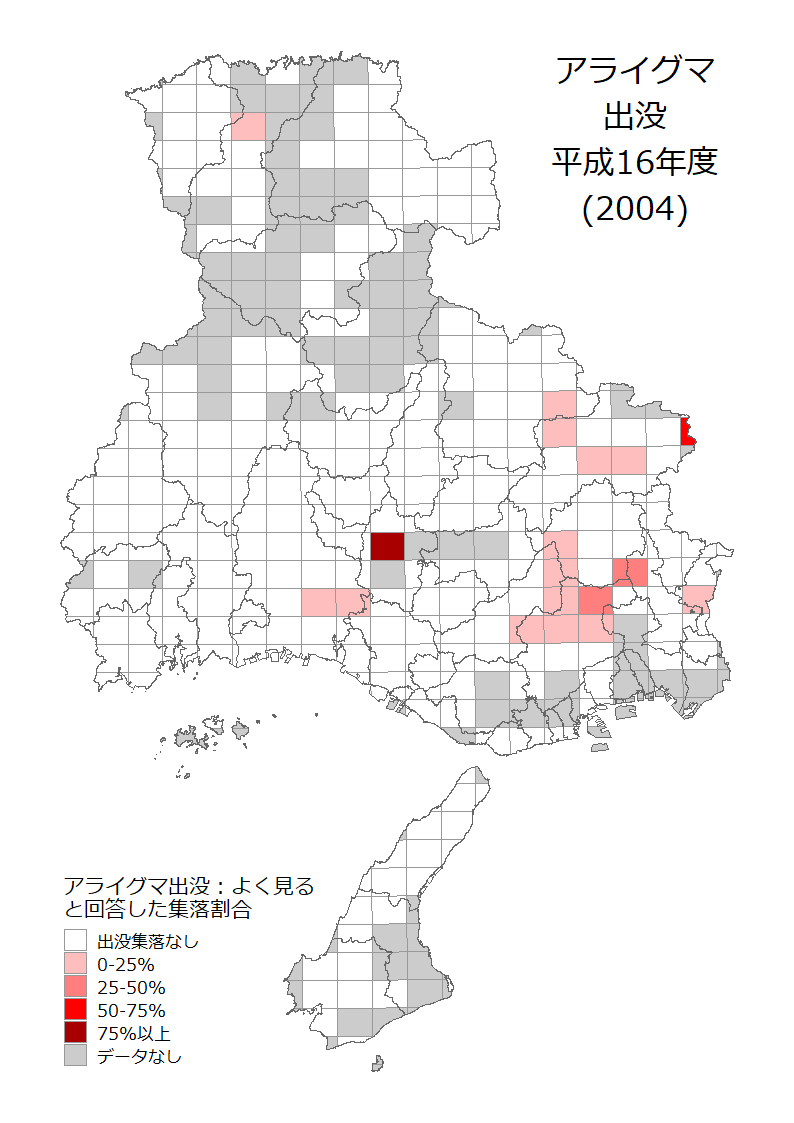 アライグマ
出没
平成16年度
(2004)
アライグマ出没：よく見る
と回答した集落割合
出没集落なし
0-25%
25-50%
50-75%
75%以上
データなし